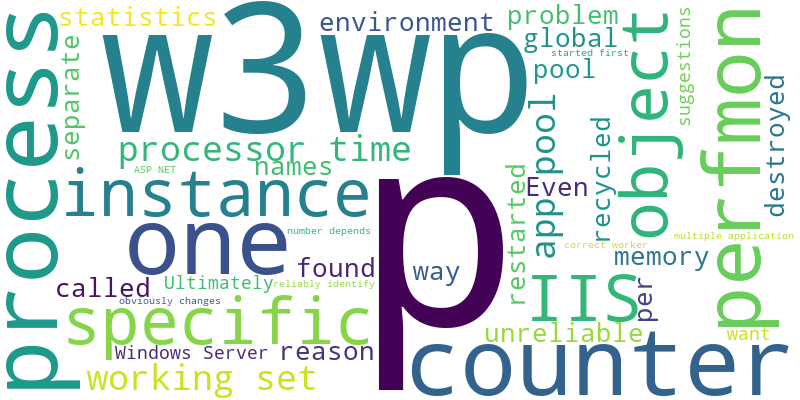 process
statistics
w3wp
environment
problem
global
started first
pool
object
suggestions
perfmon
destroyed
separate
processor time
ASP NET
names
instance
one
number depends
p
restarted
app pool
Even
recycled
correct worker
multiple application
memory
found
way
called
Ultimately
reliably identify
obviously changes
IIS
per
specific
unreliable
want
Windows Server
reason
working set
counter